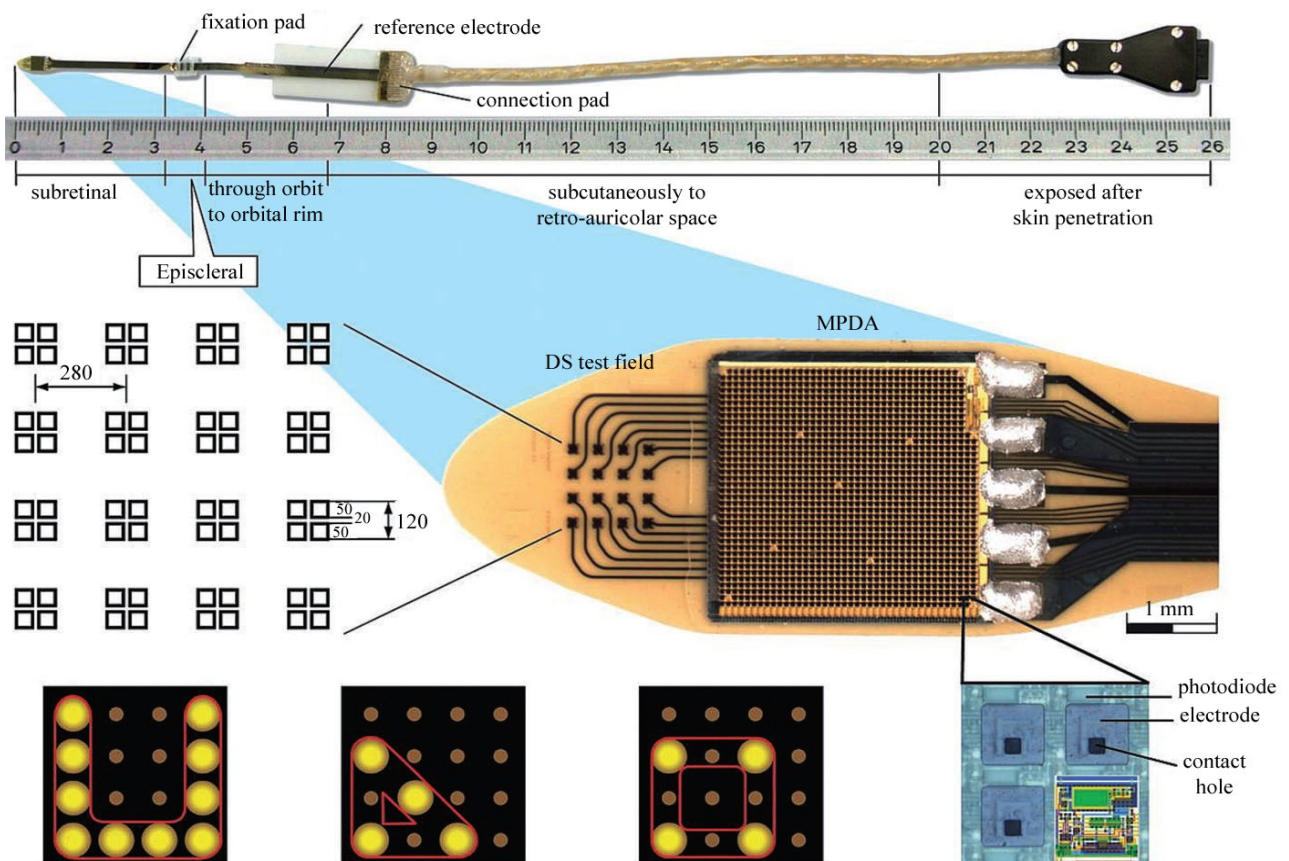 fixation pad
reference electrode
connection pad
0 1 2 3 4 5 6 7 8 9 10 11 12 13 14 15 16 17 18 19 20 21 22 23 24 25 26
subretinal
through orbit
to orbital rim
subcutaneously to
retro-auricolar space
exposed after
skin penetration
Episcleral
MPDA
DS test field
280
50
20
50
120
1 mm
photodiode
electrode
contact
hole